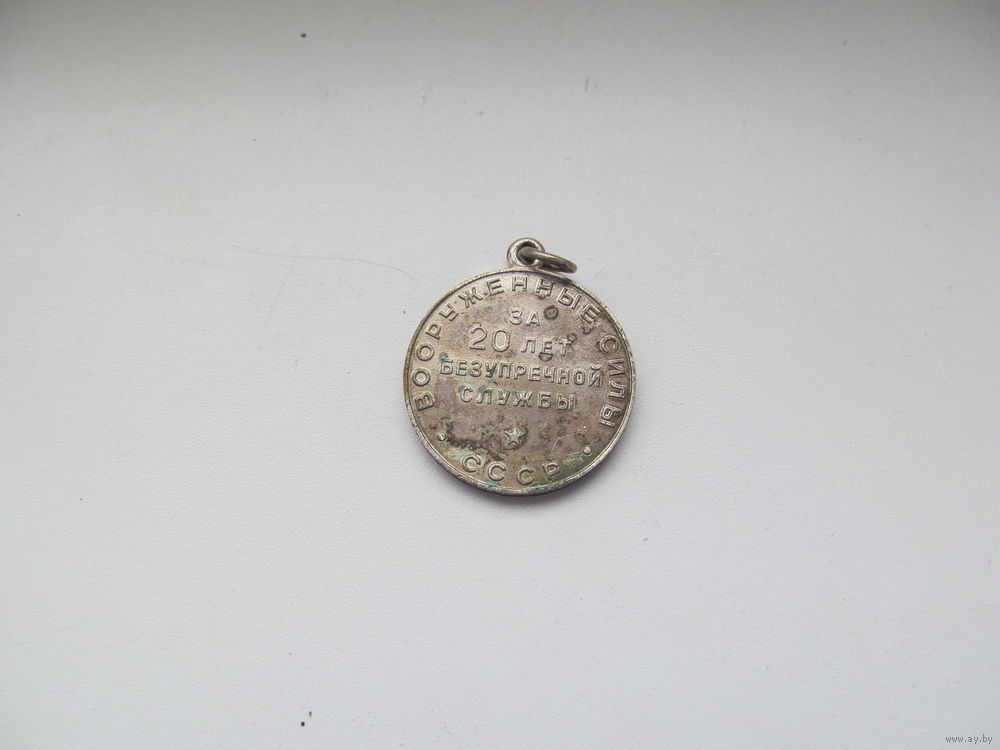 ВООРУЖЕННЫЕ СИЛЫ
ЗА
20 ЛЕТ
БЕЗУПРЕЧНОЙ
СЛУЖБЫ
СССР
www.ay.by